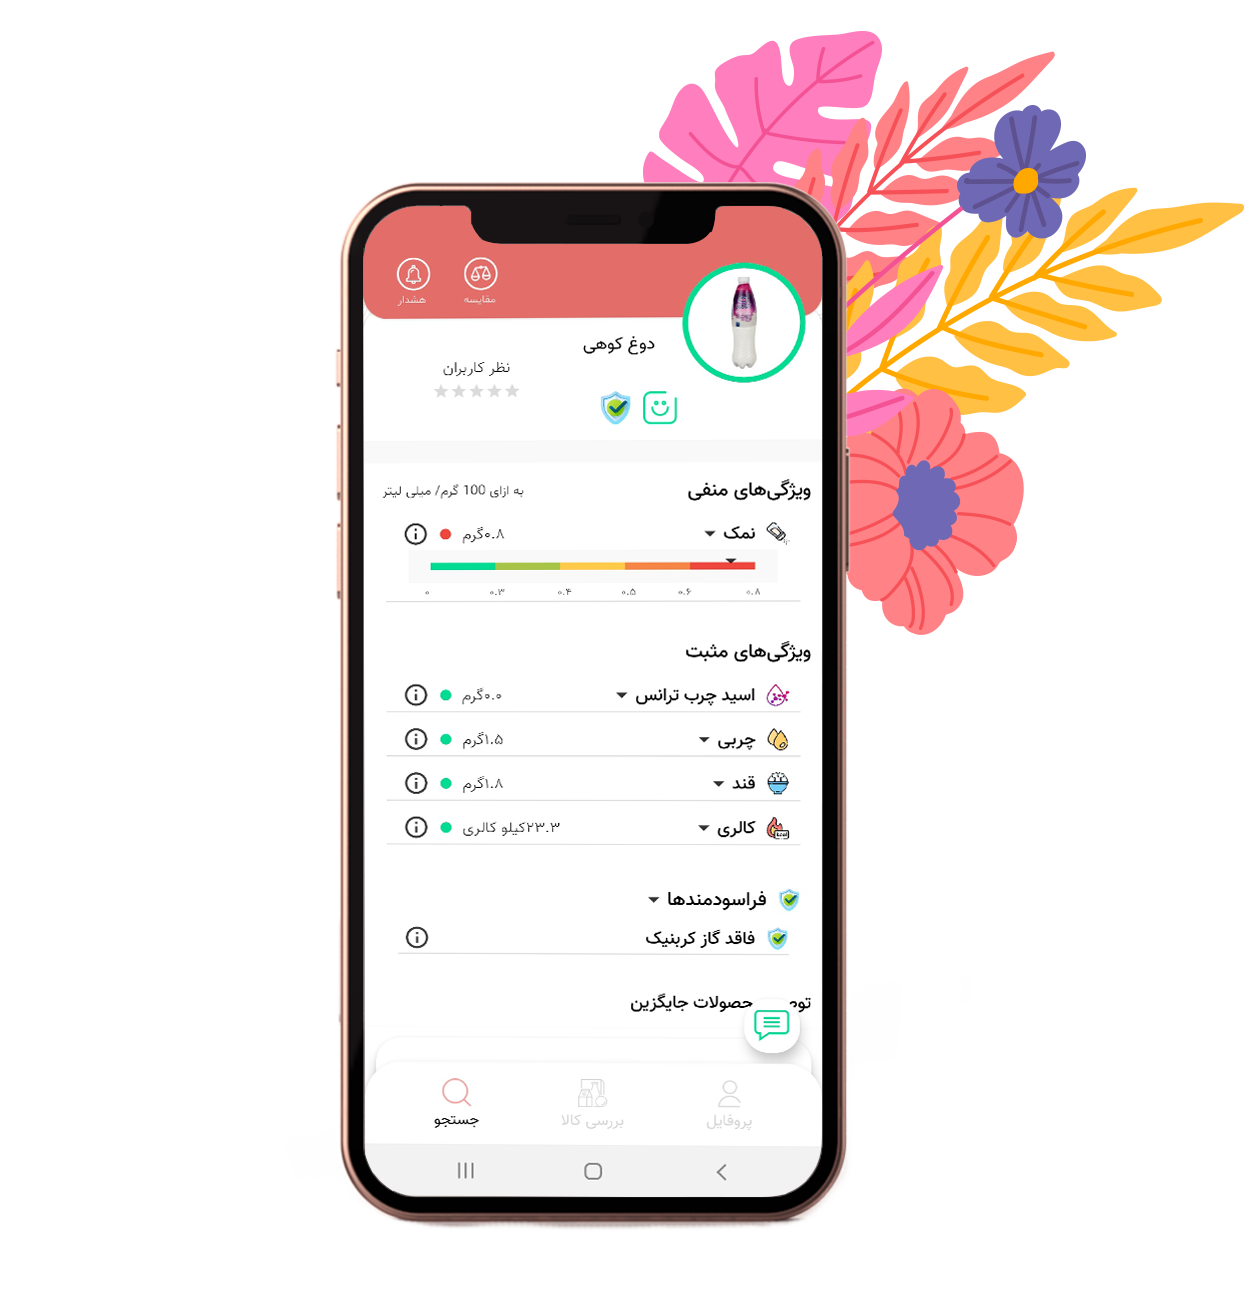 مقایسه
هشدار
دوغ کوهی
نظر کاربران
ویژگی‌های منفی
به ازای 100 گرم/ میلی لیتر
نمک
۰.۸گرم
۰ ۰.۳ ۰.۴ ۰.۵ ۰.۶ ۰.۸
ویژگی‌های مثبت
اسید چرب ترانس
۰.۰گرم
چربی
۱.۵گرم
قند
۱.۸گرم
کالری
۲۳.۳کیلو کالری
فراسودمندها
فاقد گاز کربنیک
حصولات جایگزین
پروفایل
بررسی کالا
جستجو